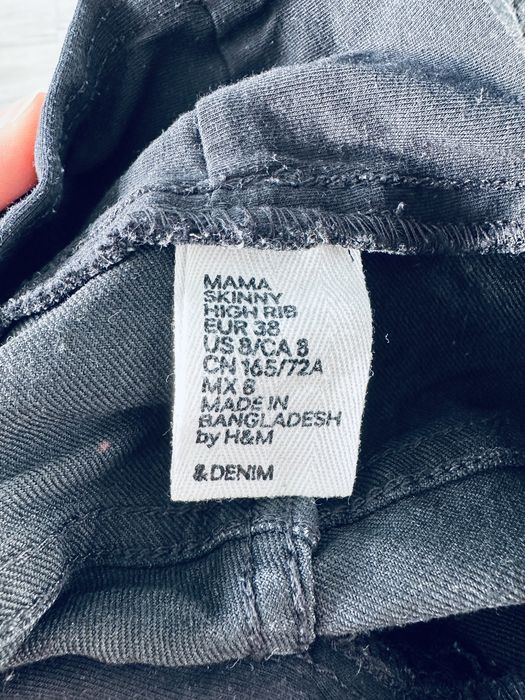 MAMA
SKINNY
HIGH RIB
EUR 38
US 8/CA 8
CN 165/72A
MX 8
MADE IN
BANGLADESH
by H&M
&DENIM